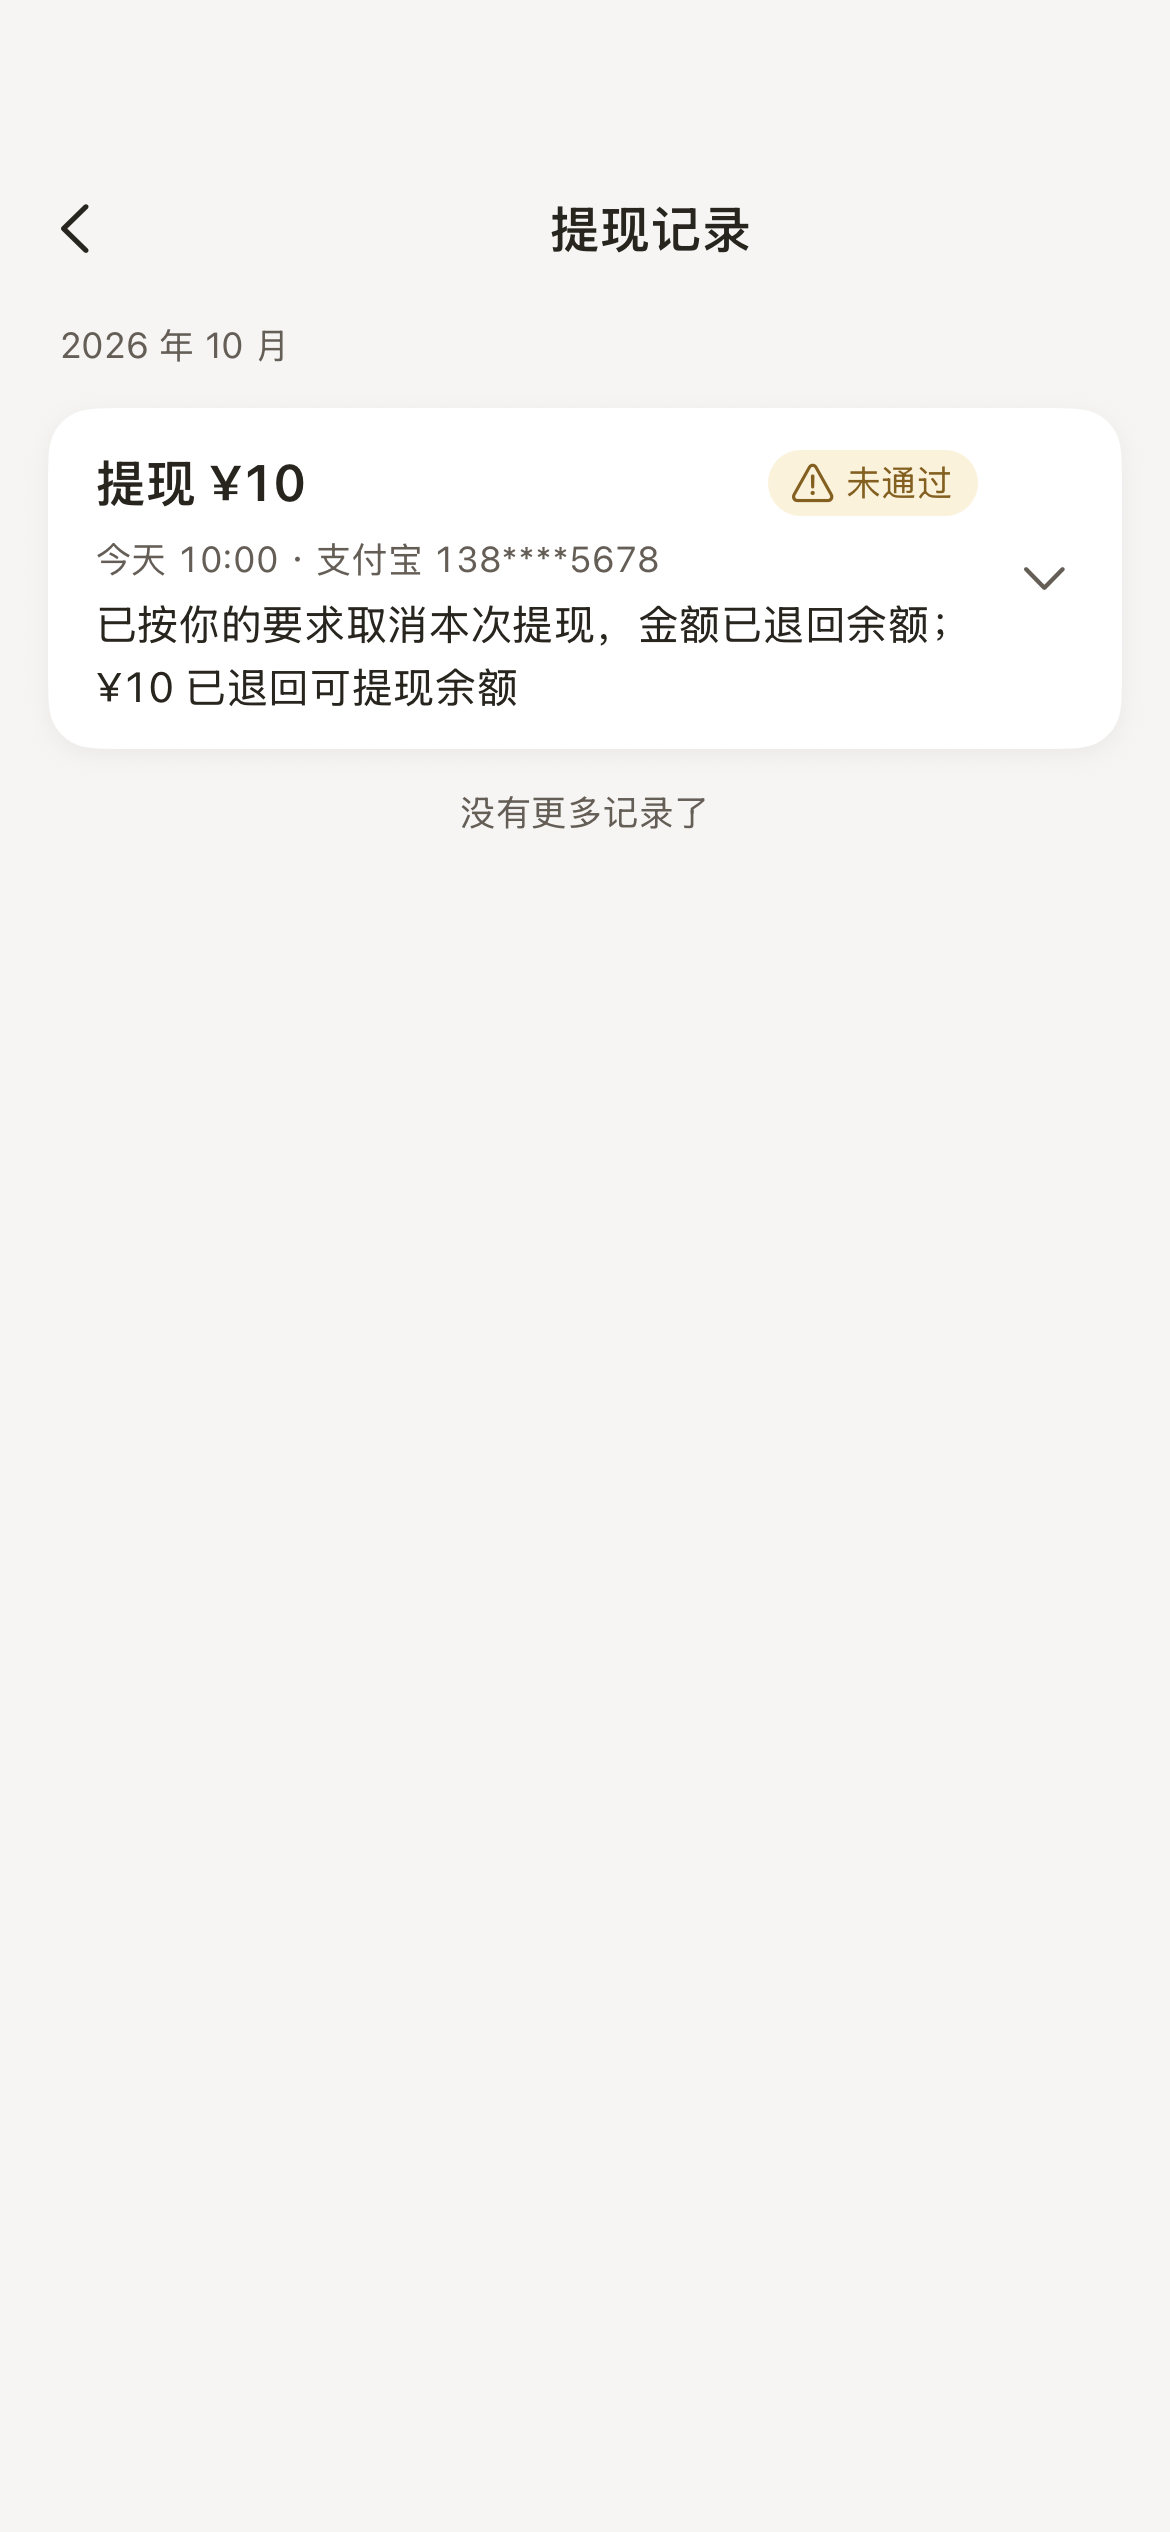 提现记录
2026 年 10 月
提现 ¥10
未通过
今天 10:00 · 支付宝 138****5678
已按你的要求取消本次提现，金额已退回余额；
¥10 已退回可提现余额
没有更多记录了